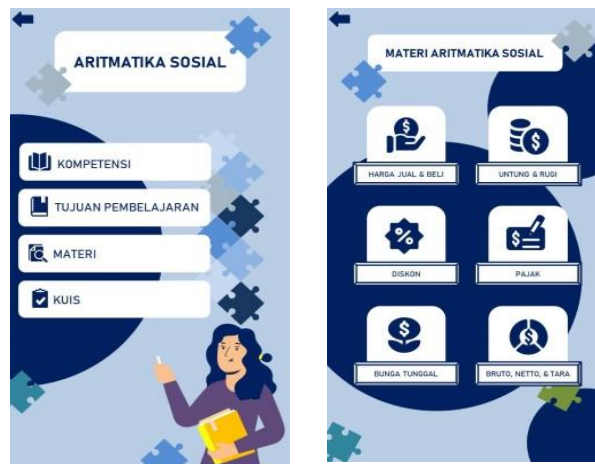 ARITMATIKA SOSIAL
KOMPETENSI
TUJUAN PEMBELAJARAN
MATERI
KUIS
MATERI ARITMATIKA SOSIAL
HARGA JUAL & BELI
UNTUNG & RUGI
DISKON
PAJAK
BUNGA TUNGGAL
BRUTO, NETTO, & TARA